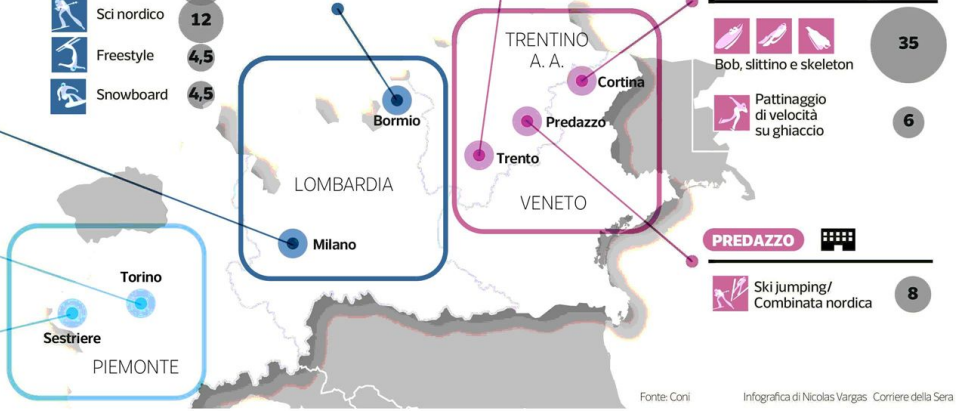 Sci nordico
12
Freestyle
4,5
Snowboard
4,5
TRENTINO
A. A.
Cortina
Bormio
Predazzo
Trento
LOMBARDIA
VENETO
Milano
Torino
Sestriere
PIEMONTE
Bob, slittino e skeleton
35
Pattinaggio
di velocità
su ghiaccio
6
PREDAZZO
Ski jumping/
Combinata nordica
8
Fonte: Coni
Infografica di Nicolas Vargas Corriere della Sera